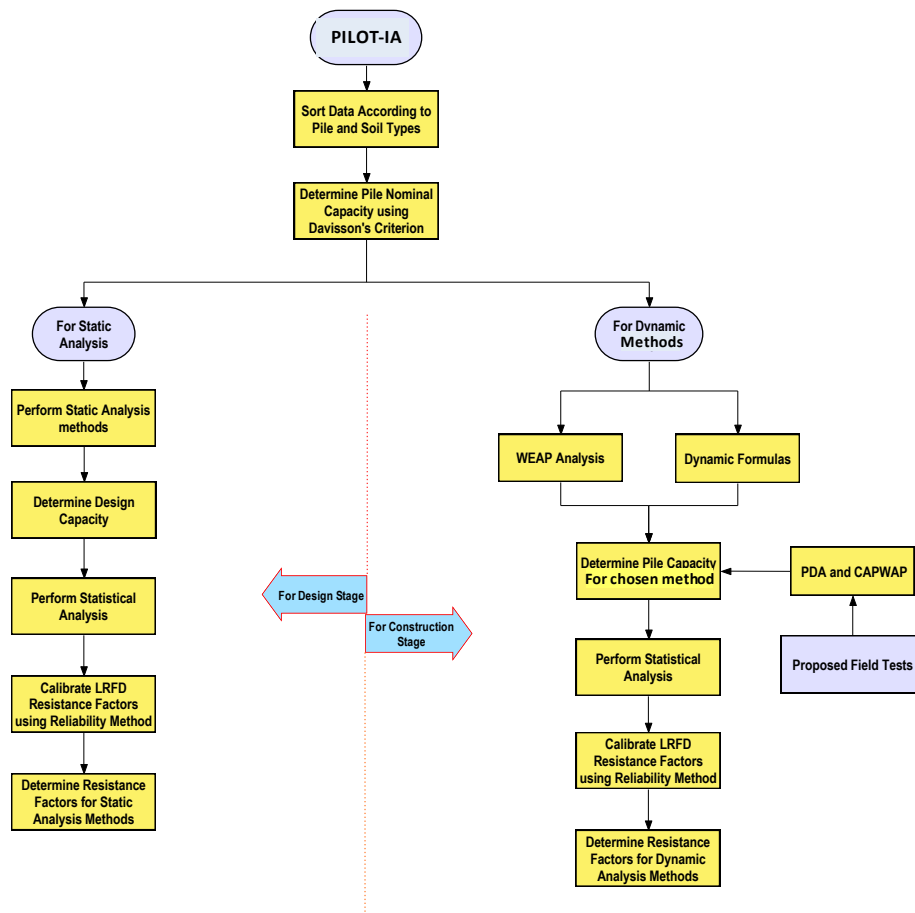 PILOT-IA
Sort Data According to
Pile and Soil Types
Determine Pile Nominal
Capacity using
Davisson's Criterion
For Static
Analysis
Perform Static Analysis
methods
Determine Design
Capacity
Perform Statistical
Analysis
Calibrate LRFD
Resistance Factors
using Reliability Method
Determine Resistance
Factors for Static
Analysis Methods
For Design Stage
For Construction
Stage
For Dynamic
Methods
WEAP Analysis
Dynamic Formulas
Determine Pile Capacity
For chosen method
PDA and CAPWAP
Proposed Field Tests
Perform Statistical
Analysis
Calibrate LRFD
Resistance Factors
using Reliability Method
Determine Resistance
Factors for Dynamic
Analysis Methods